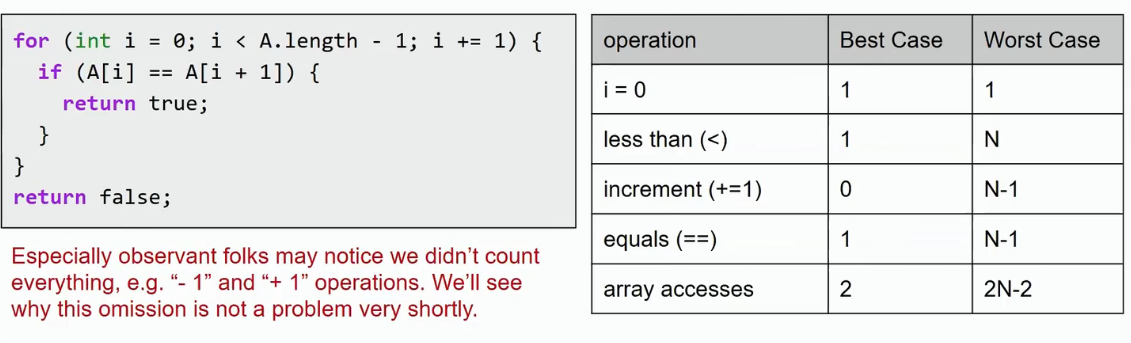 for (int i = 0; i < A.length - 1; i += 1) {
  if (A[i] == A[i + 1]) {
    return true;
  }
}
return false;
Especially observant folks may notice we didn’t count
everything, e.g. “- 1” and “+ 1” operations. We’ll see
why this omission is not a problem very shortly.
operation Best Case Worst Case
i = 0 1 1
less than (<) 1 N
increment (+=1) 0 N-1
equals (==) 1 N-1
array accesses 2 2N-2